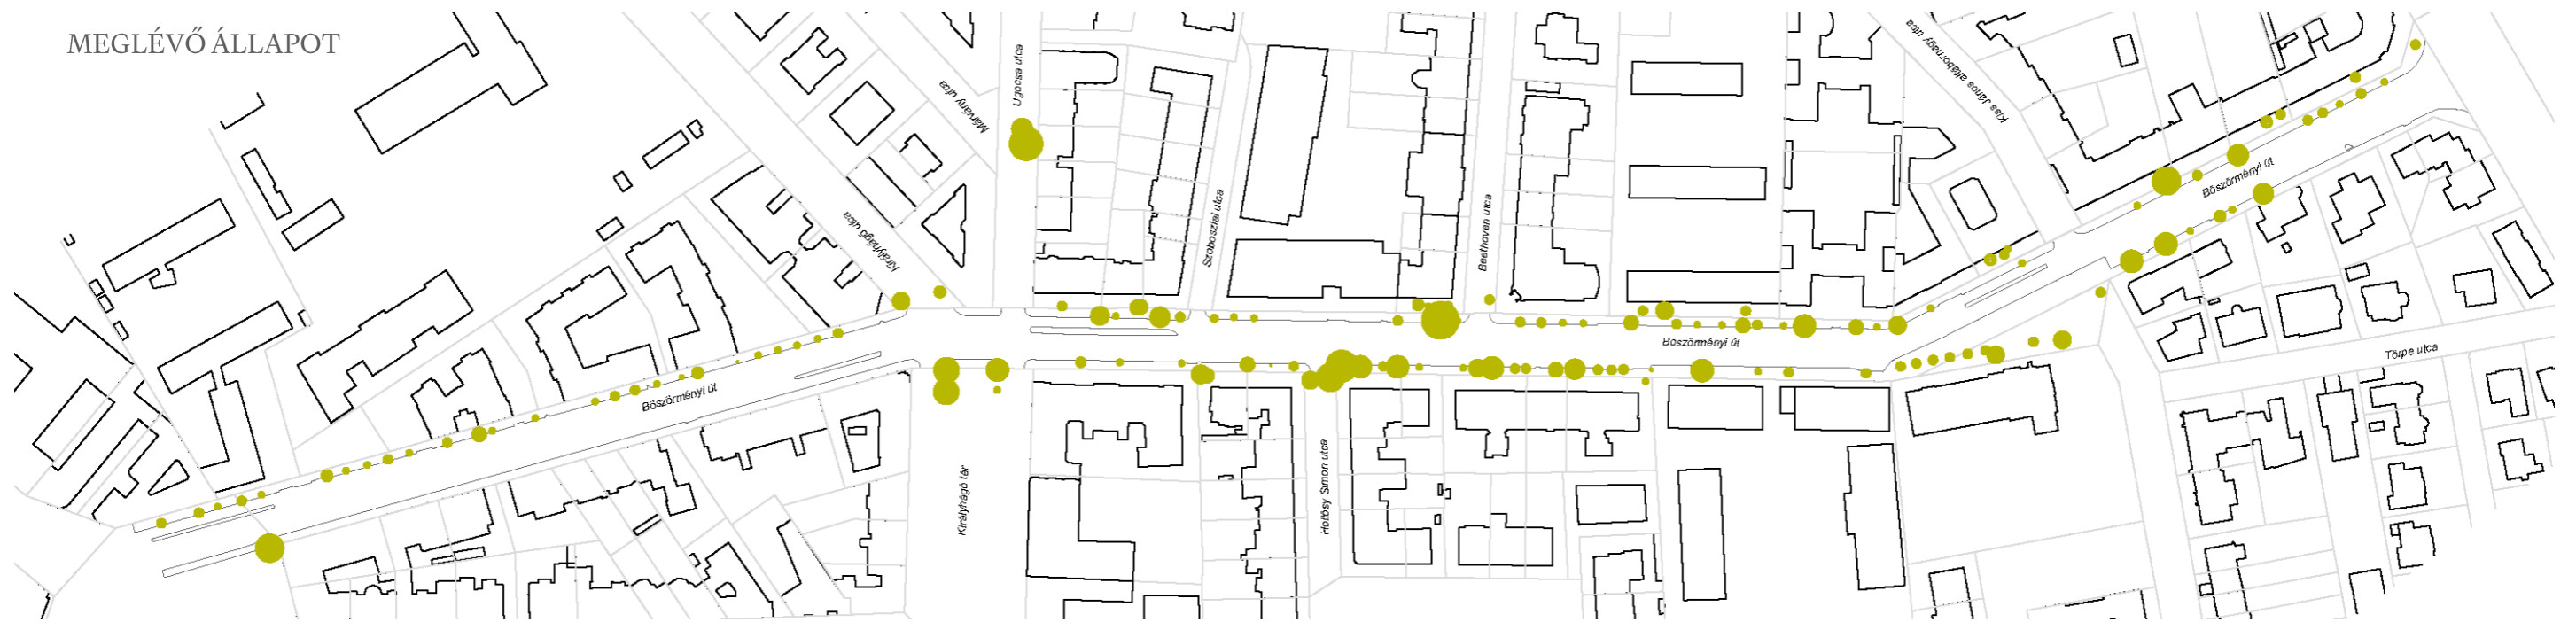 MEGLÉVŐ ÁLLAPOT
Ugocsa utca
Márvány utca
Királyhágó utca
Szoboszlai utca
Beethoven utca
Kiss János altábornagy utca
Böszörményi út
Böszörményi út
Böszörményi út
Törpe utca
Királyhágó tér
Hollósy Simon utca